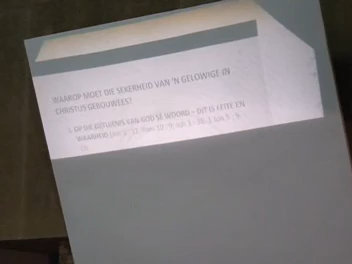 WAAROP MOET DIE SEKERHEID VAN 'N GELOWIGE IN
CHRISTUS GEBOU WEES?
OP DIE GETUIENIS VAN GOD SE WOORD – DIT IS FEITE EN
WAARHEID